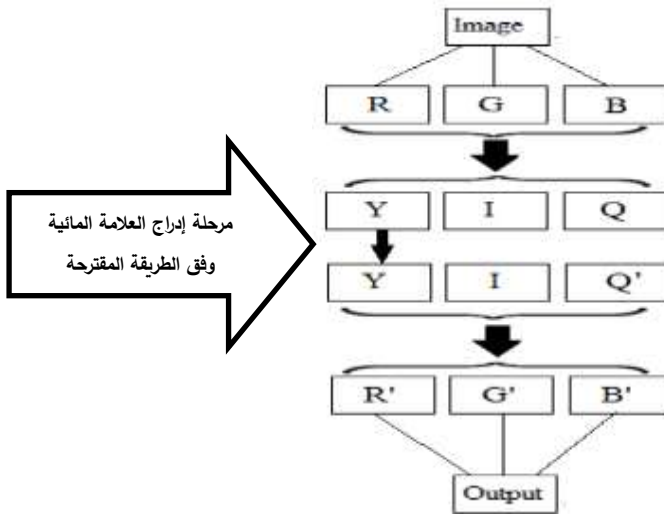 Image
R G B
مرحلة إدراج العلامة المائية
وفق الطريقة المقترحة
Y I Q
Y I Q'
R' G' B'
Output